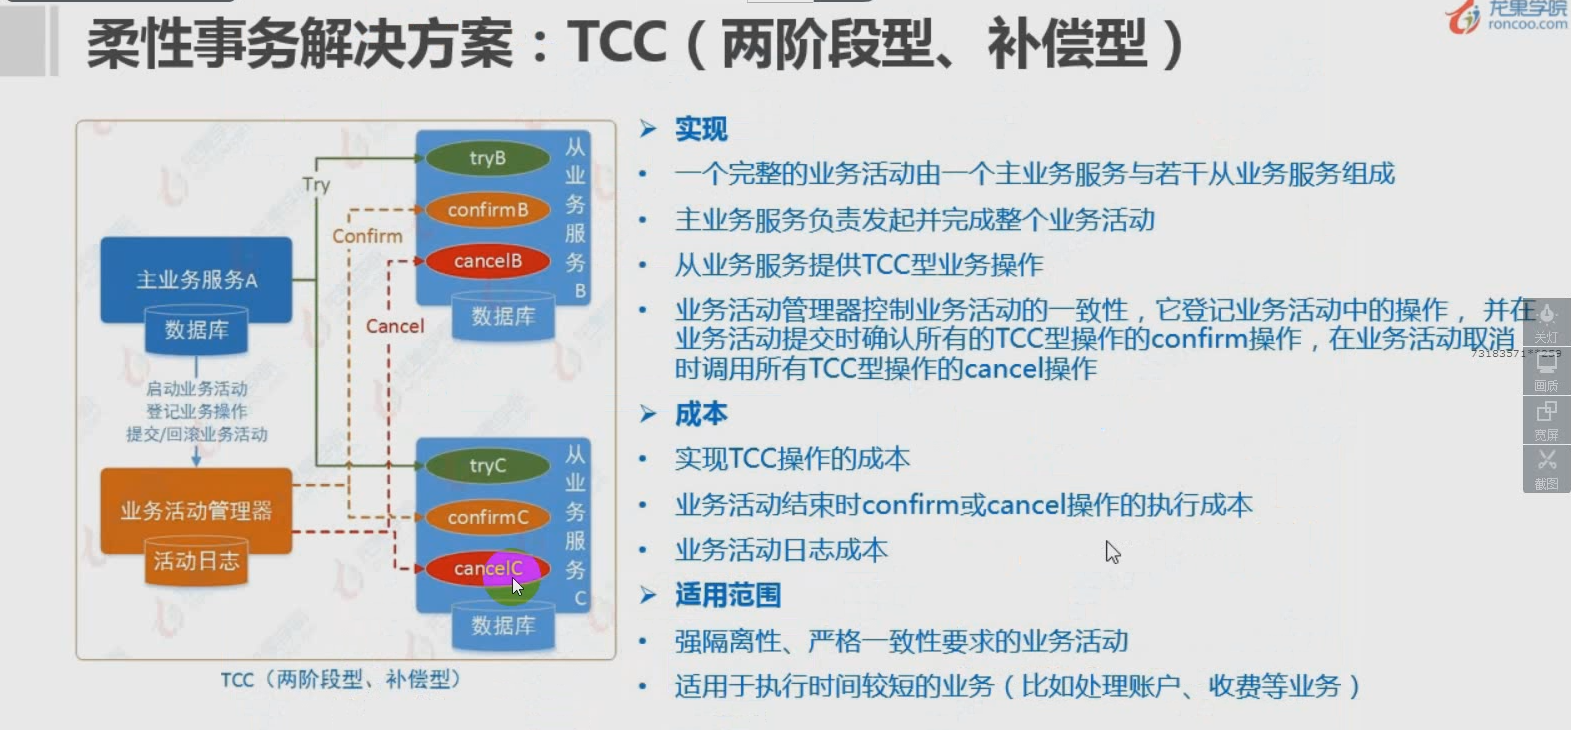 柔性事务解决方案：TCC（两阶段型、补偿型）
龙果学院
roncoo.com
Try
Confirm
Cancel
主业务服务A
数据库
启动业务活动
登记业务操作
提交/回滚业务活动
业务活动管理器
活动日志
tryB
confirmB
cancelB
从业务服务B
数据库
tryC
confirmC
cancelC
从业务服务C
数据库
TCC（两阶段型、补偿型）
➢ 实现
• 一个完整的业务活动由一个主业务服务与若干从业务服务组成
• 主业务服务负责发起并完成整个业务活动
• 从业务服务提供TCC型业务操作
• 业务活动管理器控制业务活动的一致性，它登记业务活动中的操作， 并在
业务活动提交时确认所有的TCC型操作的confirm操作，在业务活动取消
时调用所有TCC型操作的cancel操作
➢ 成本
• 实现TCC操作的成本
• 业务活动结束时confirm或cancel操作的执行成本
• 业务活动日志成本
➢ 适用范围
• 强隔离性、严格一致性要求的业务活动
• 适用于执行时间较短的业务（比如处理账户、收费等业务）
关灯
画质
宽屏
截图